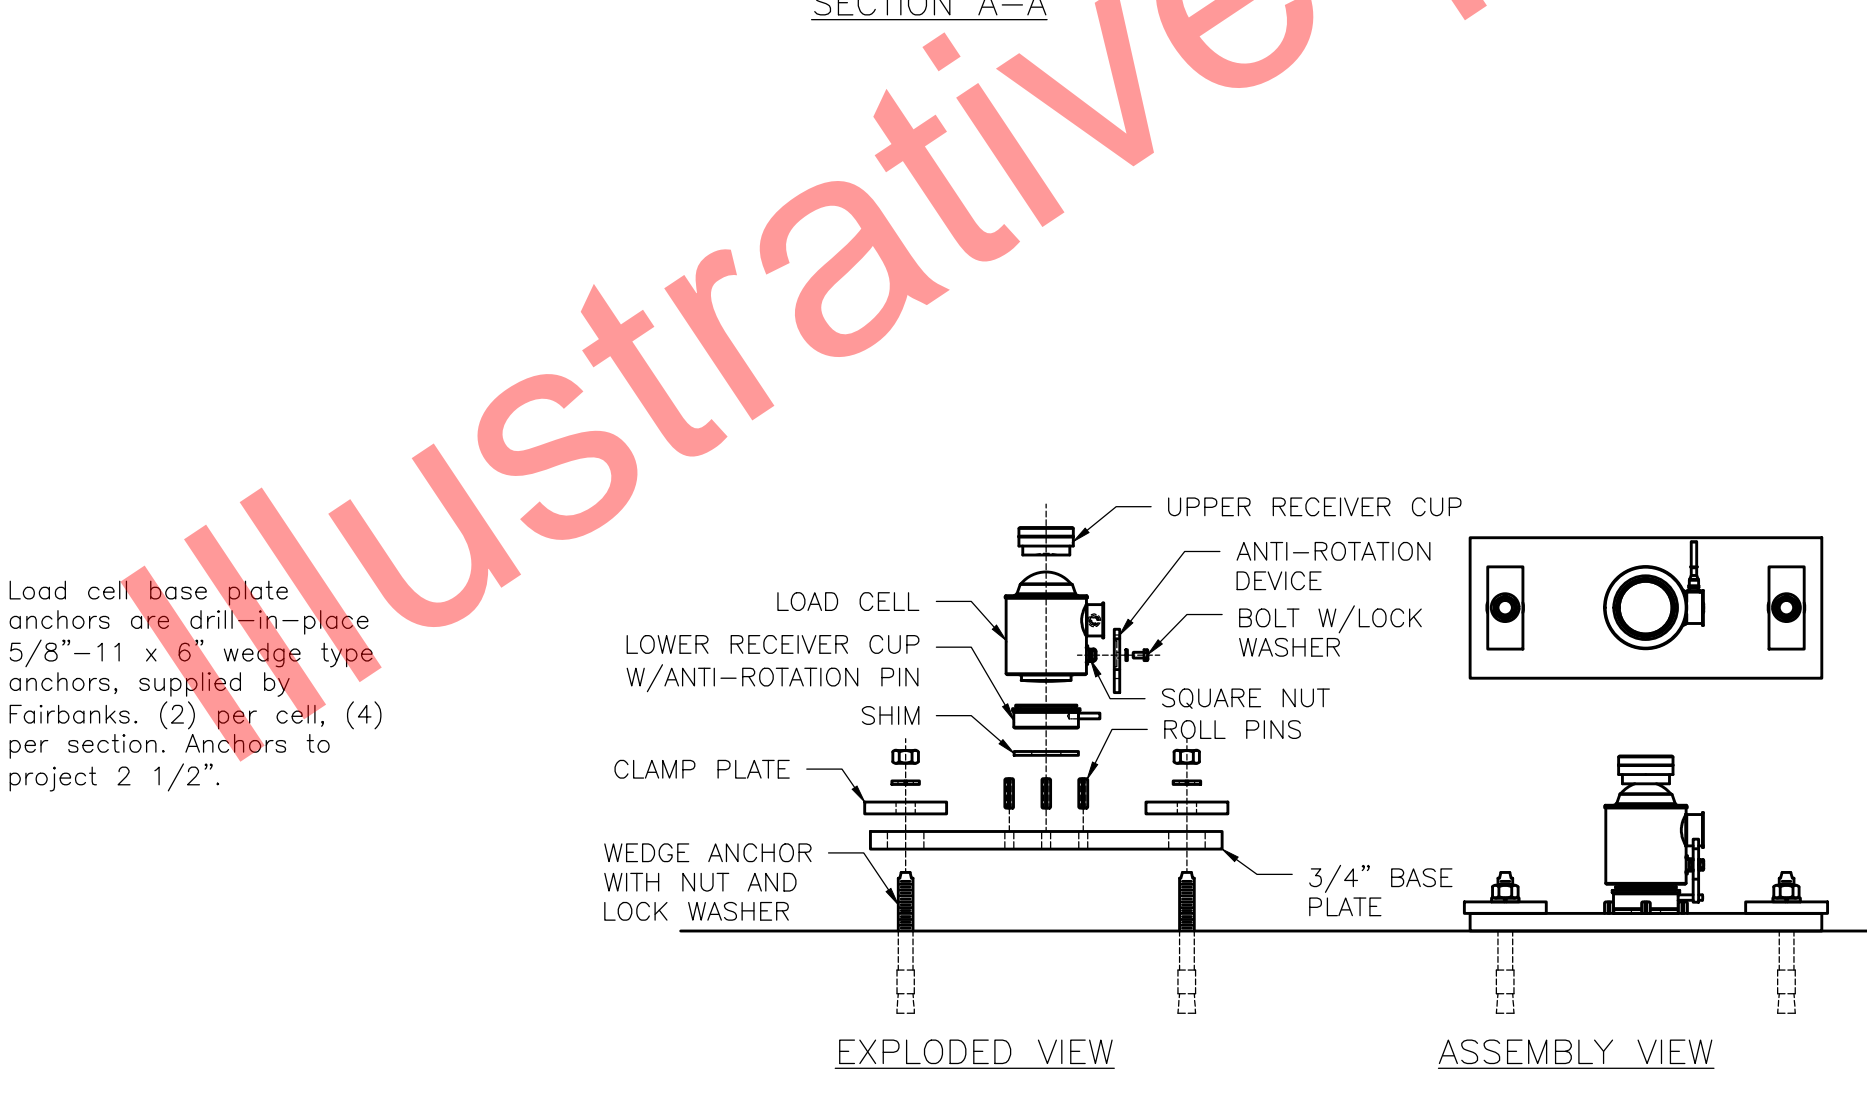 SECTION A-A
Illustrative
Load cell base plate
anchors are drill-in-place
5/8"-11 x 6" wedge type
anchors, supplied by
Fairbanks. (2) per cell, (4)
per section. Anchors to
project 2 1/2".
UPPER RECEIVER CUP
ANTI-ROTATION
DEVICE
LOAD CELL
BOLT W/LOCK
WASHER
LOWER RECEIVER CUP
W/ANTI-ROTATION PIN
SQUARE NUT
SHIM
ROLL PINS
CLAMP PLATE
WEDGE ANCHOR
WITH NUT AND
LOCK WASHER
3/4" BASE
PLATE
EXPLODED VIEW
ASSEMBLY VIEW